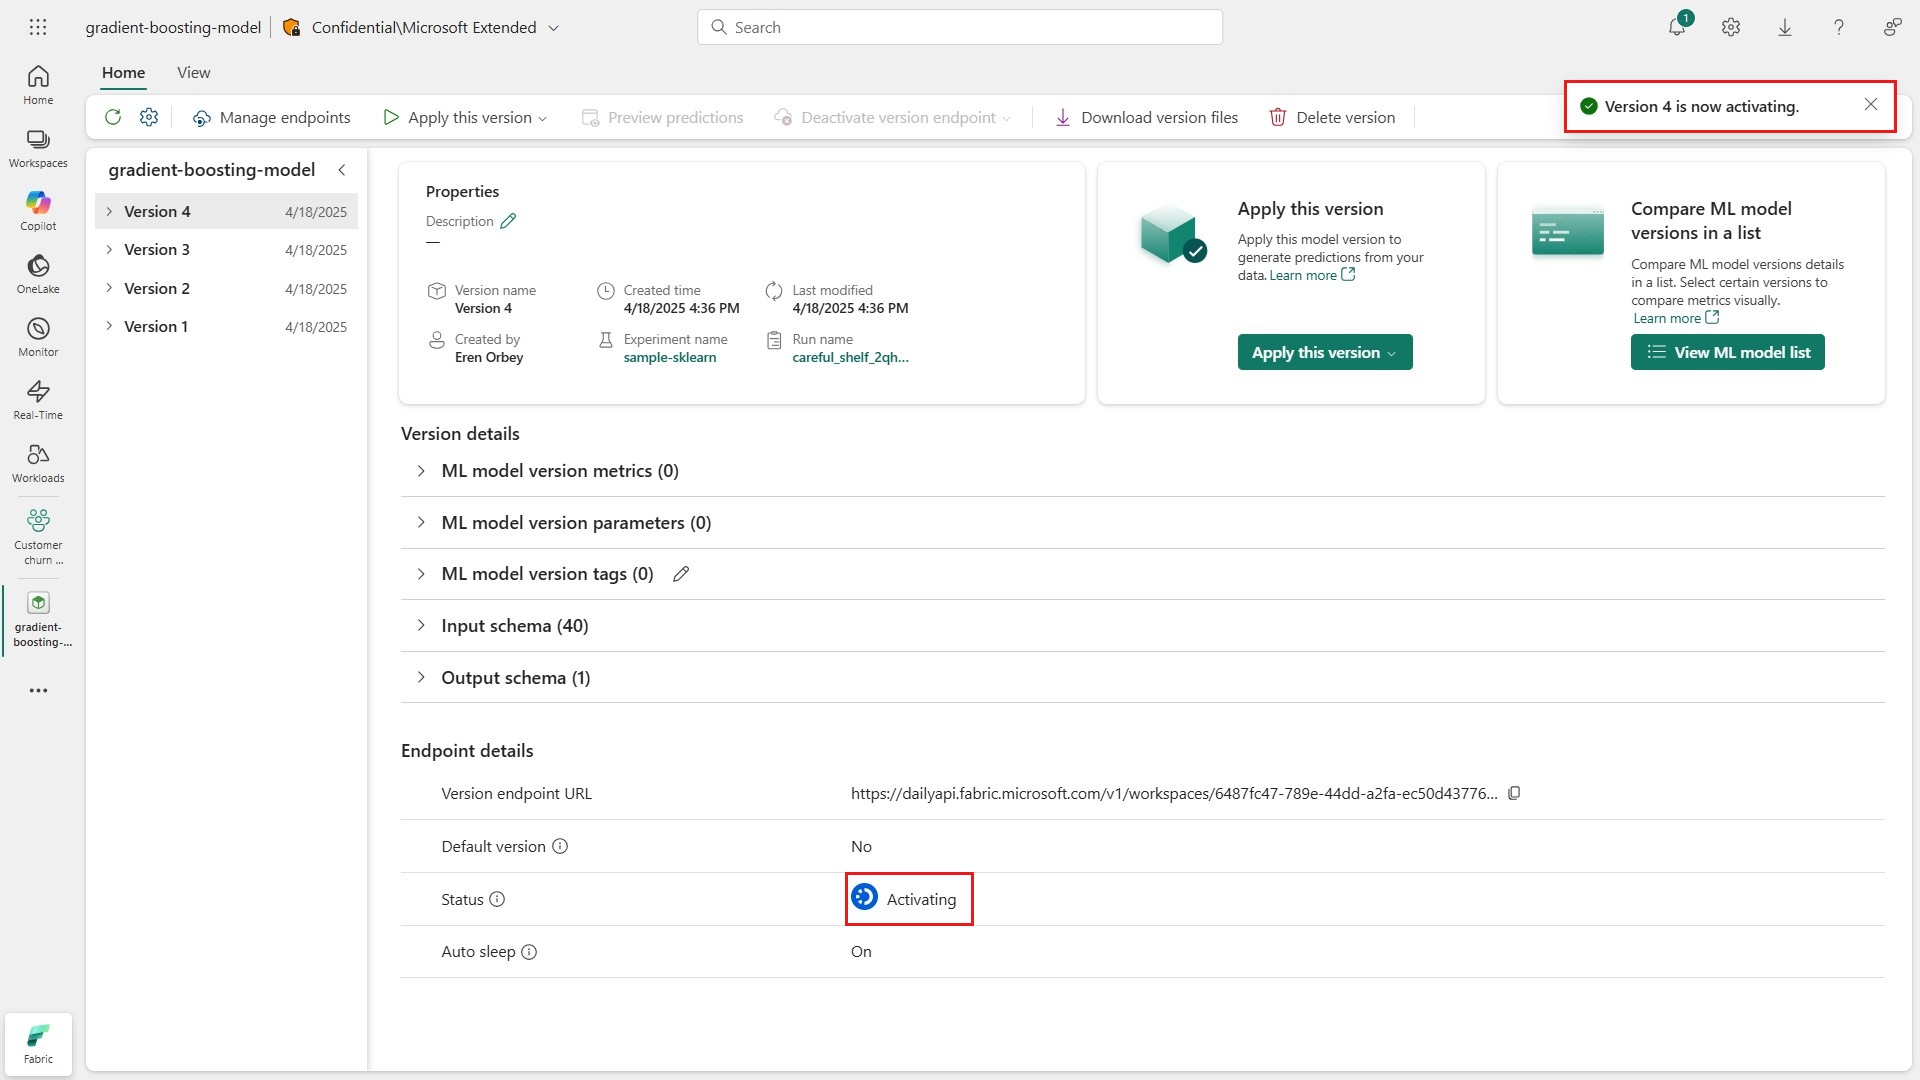 gradient-boosting-model
Confidential\Microsoft Extended
Search
1
Home
View
Manage endpoints
Apply this version
Preview predictions
Deactivate version endpoint
Download version files
Delete version
Version 4 is now activating.
Home
Workspaces
Copilot
OneLake
Monitor
Real-Time
Workloads
Customer
churn ...
gradient-
boosting-...
Fabric
gradient-boosting-model
Version 4 4/18/2025
Version 3 4/18/2025
Version 2 4/18/2025
Version 1 4/18/2025
Properties
Description
—
Version name
Version 4
Created time
4/18/2025 4:36 PM
Last modified
4/18/2025 4:36 PM
Created by
Eren Orbey
Experiment name
sample-sklearn
Run name
careful_shelf_2qh...
Apply this version
Apply this model version to
generate predictions from your
data. Learn more
Apply this version
Compare ML model
versions in a list
Compare ML model versions details
in a list. Select certain versions to
compare metrics visually.
Learn more
View ML model list
Version details
ML model version metrics (0)
ML model version parameters (0)
ML model version tags (0)
Input schema (40)
Output schema (1)
Endpoint details
Version endpoint URL https://dailyapi.fabric.microsoft.com/v1/workspaces/6487fc47-789e-44dd-a2fa-ec50d43776...
Default version No
Status Activating
Auto sleep On